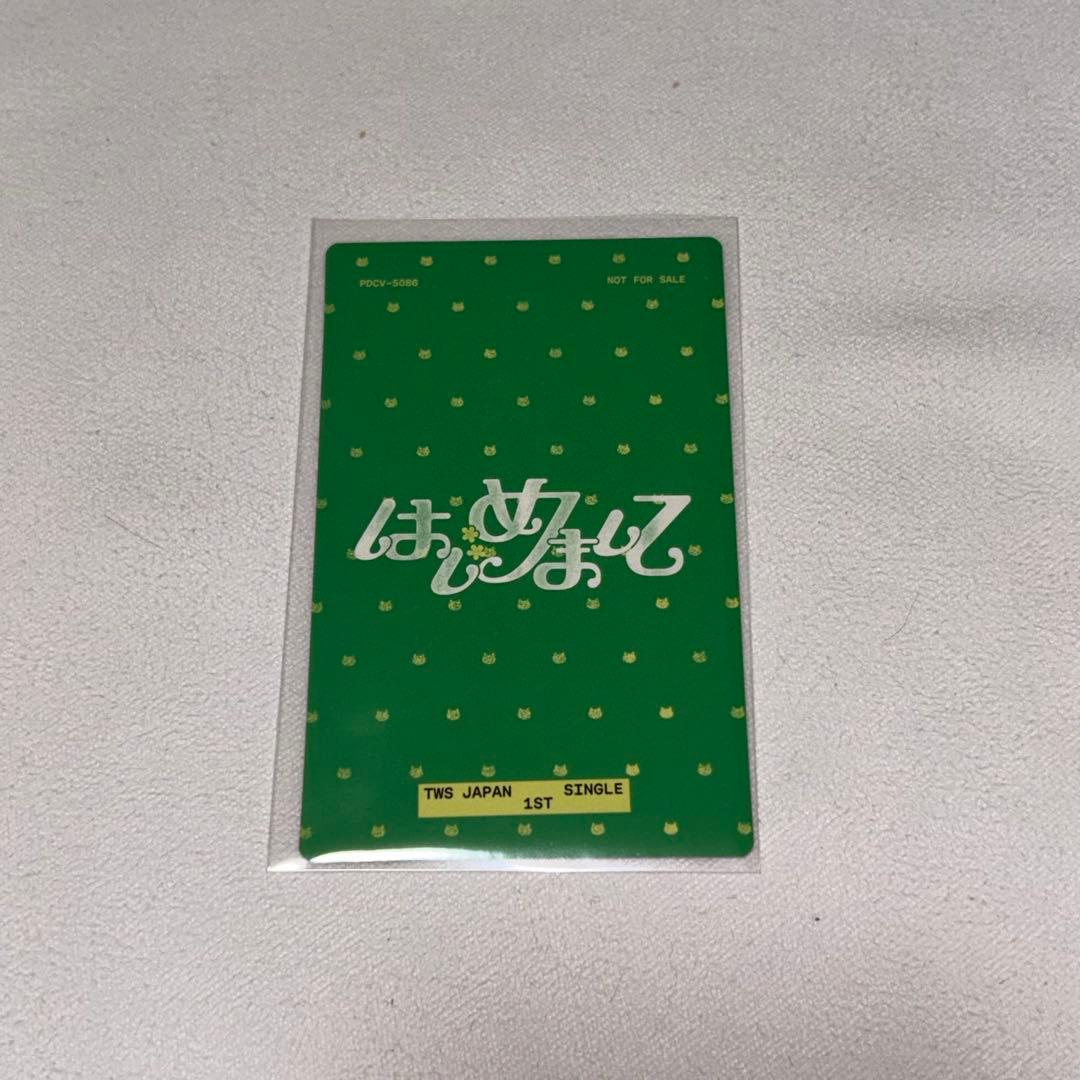 PDCV-5086
NOT FOR SALE
はじめまして
TWS JAPAN SINGLE
1ST